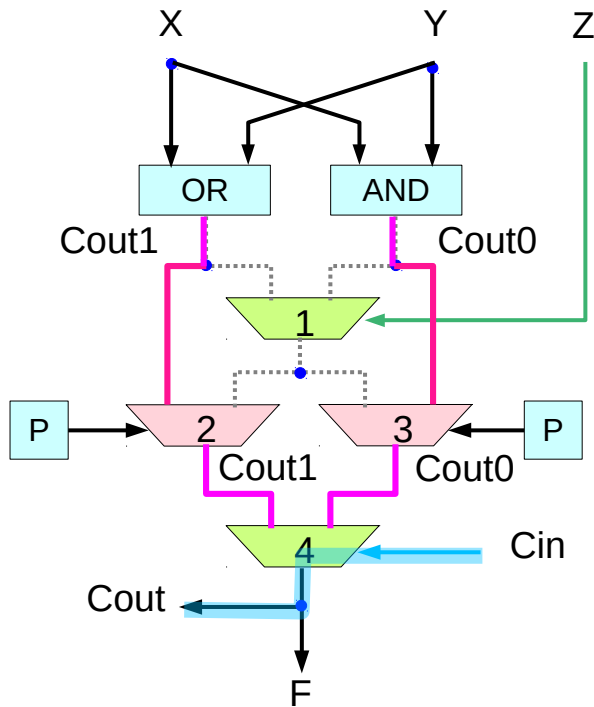 X Y Z
OR AND
Cout1 Cout0
1
P 2 3 P
Cout1 Cout0
4 Cin
Cout
F